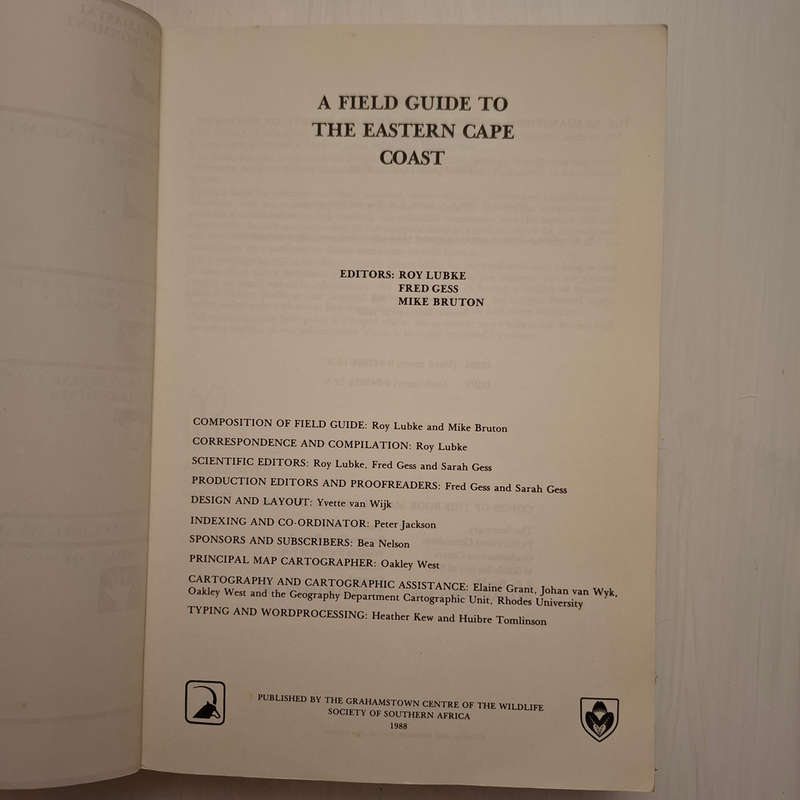 A FIELD GUIDE TO
THE EASTERN CAPE
COAST
EDITORS: ROY LUBKE
FRED GESS
MIKE BRUTON
COMPOSITION OF FIELD GUIDE: Roy Lubke and Mike Bruton
CORRESPONDENCE AND COMPILATION: Roy Lubke
SCIENTIFIC EDITORS: Roy Lubke, Fred Gess and Sarah Gess
PRODUCTION EDITORS AND PROOFREADERS: Fred Gess and Sarah Gess
DESIGN AND LAYOUT: Yvette van Wijk
INDEXING AND CO-ORDINATOR: Peter Jackson
SPONSORS AND SUBSCRIBERS: Bea Nelson
PRINCIPAL MAP CARTOGRAPHER: Oakley West
CARTOGRAPHY AND CARTOGRAPHIC ASSISTANCE: Elaine Grant, Johan van Wyk,
Oakley West and the Geography Department Cartographic Unit, Rhodes University
TYPING AND WORDPROCESSING: Heather Kew and Huibre Tomlinson
PUBLISHED BY THE GRAHAMSTOWN CENTRE OF THE WILDLIFE
SOCIETY OF SOUTHERN AFRICA
1988